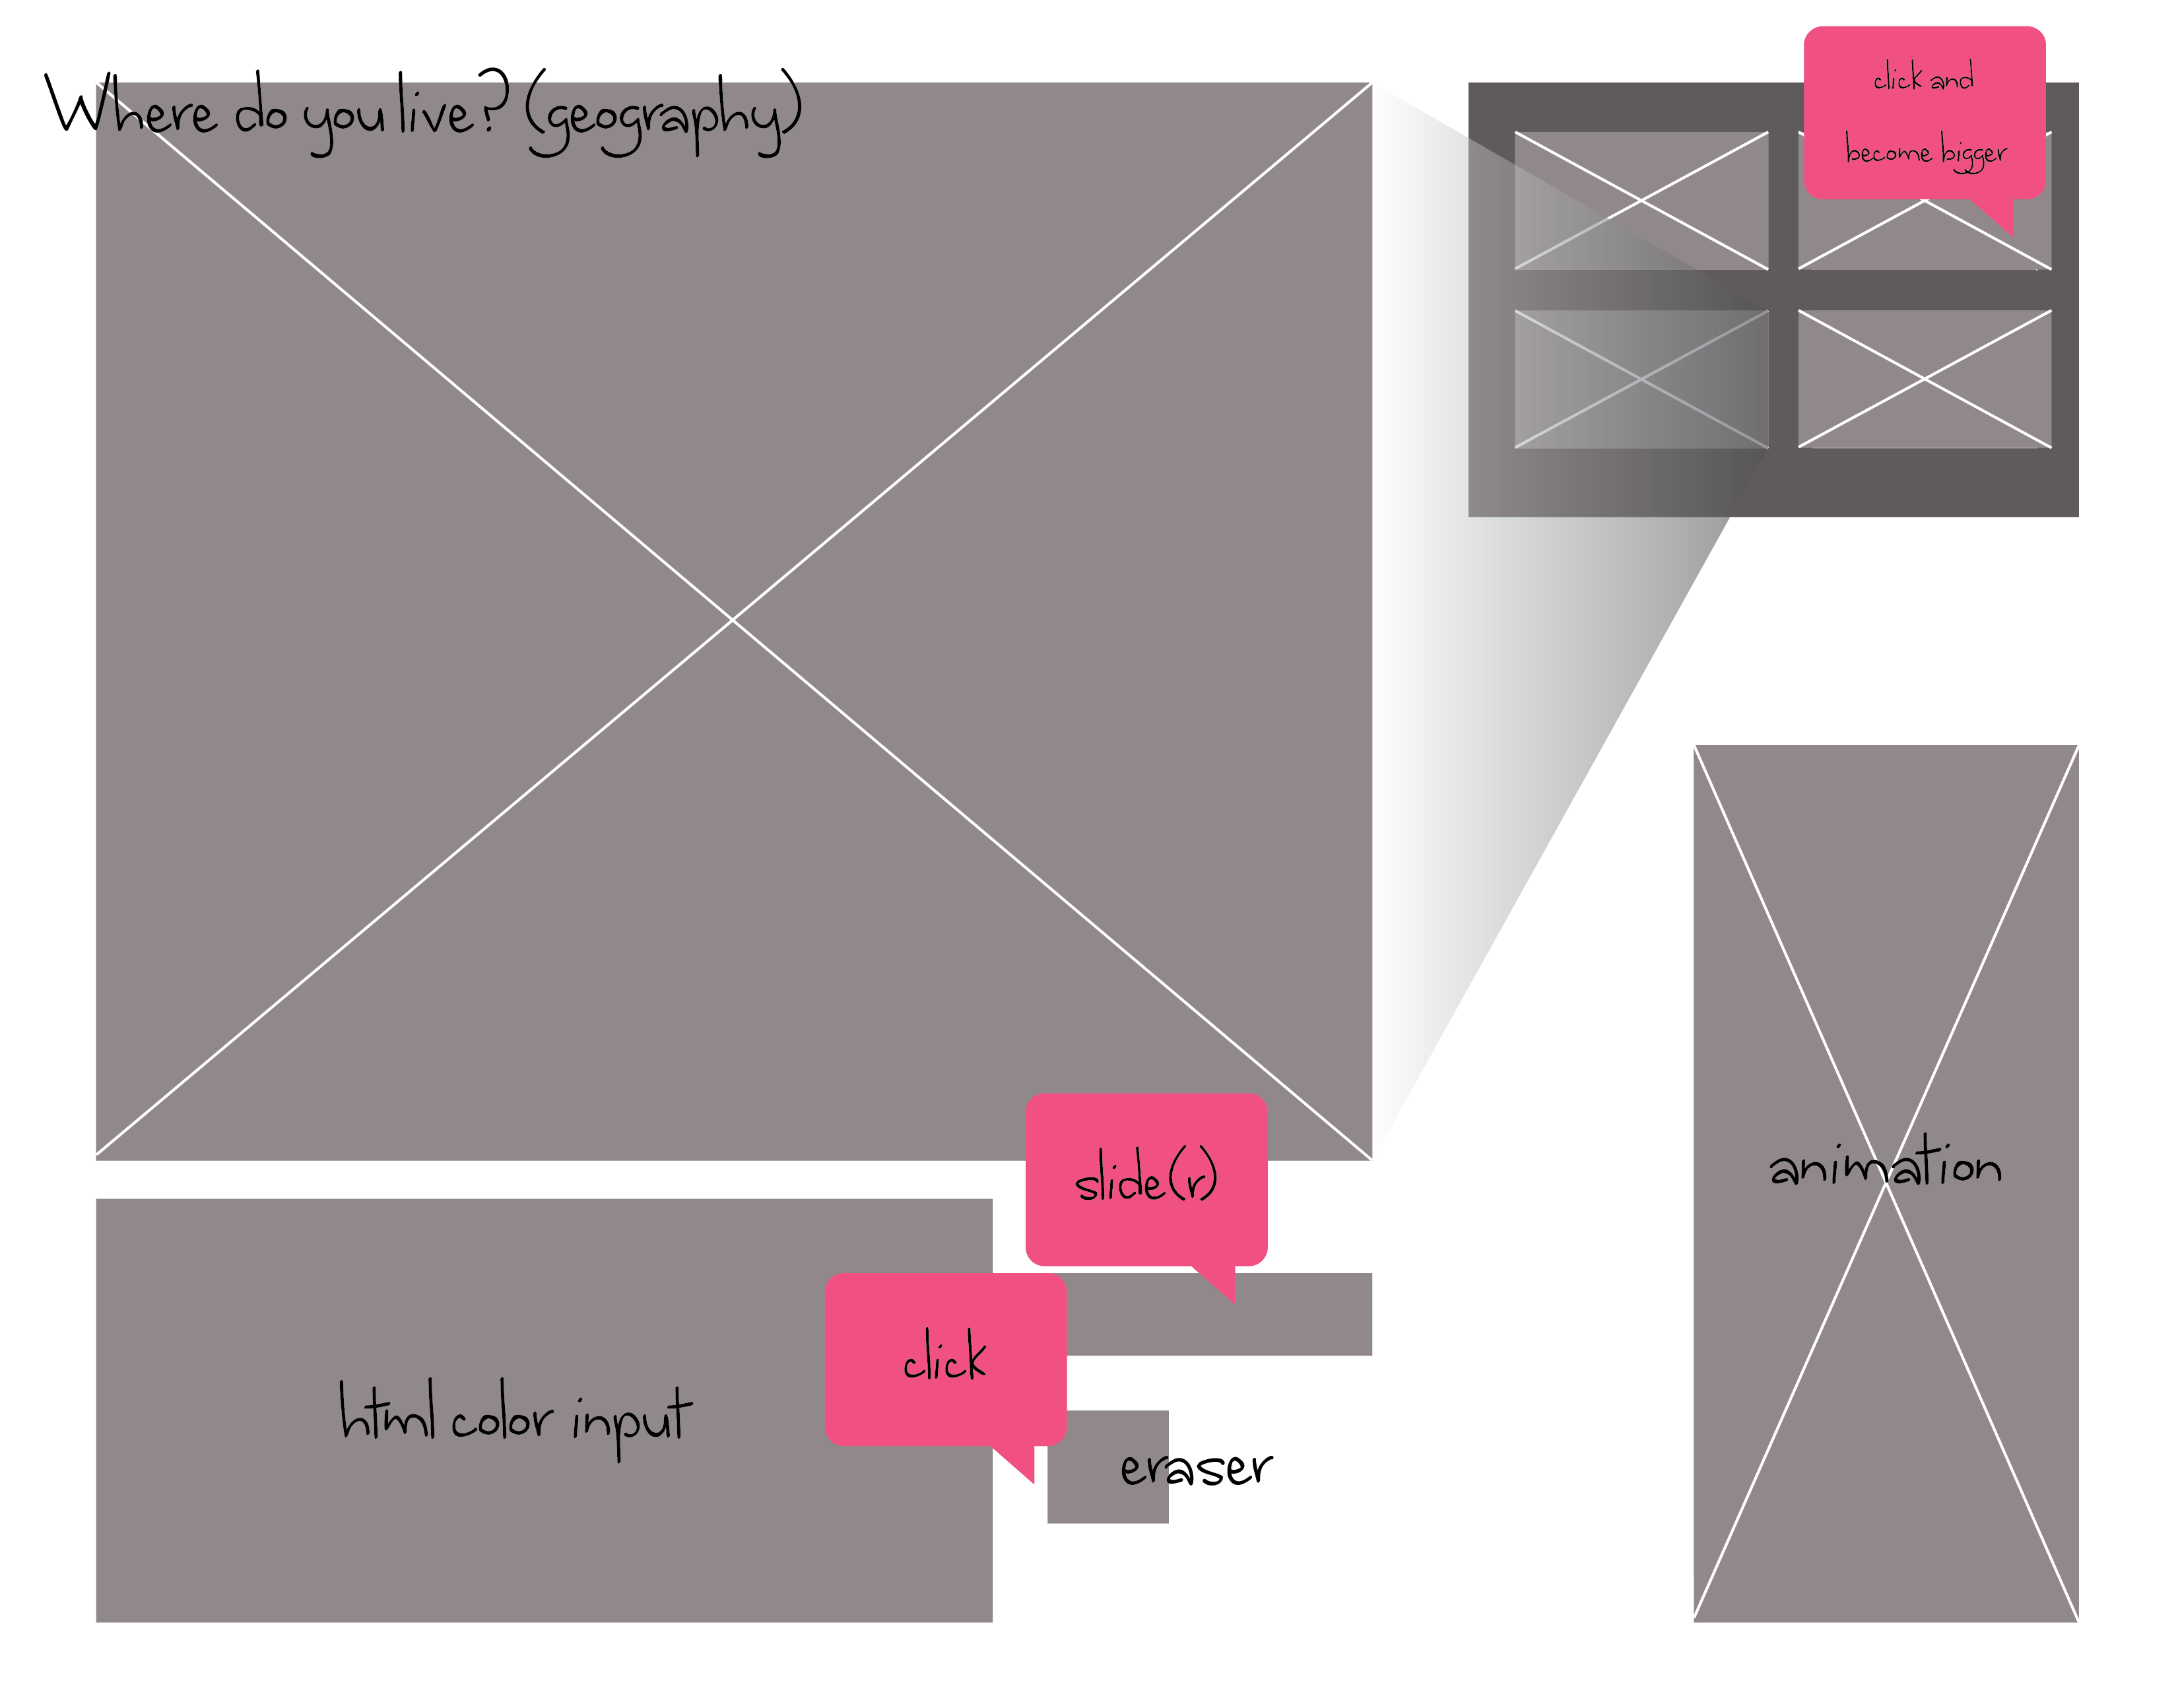 Where do you live? (geography)
click and
become bigger
slide(r)
click
html color input
eraser
animation